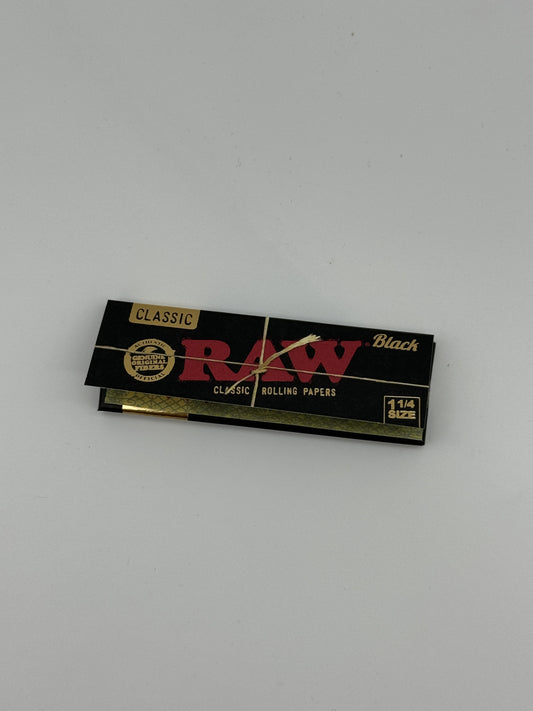 CLASSIC
AUTHENTIC
GENUINE
ORIGINAL
FIBERS
OFFICIAL
RAW® Black
CLASSIC ROLLING PAPERS
1 1/4
SIZE